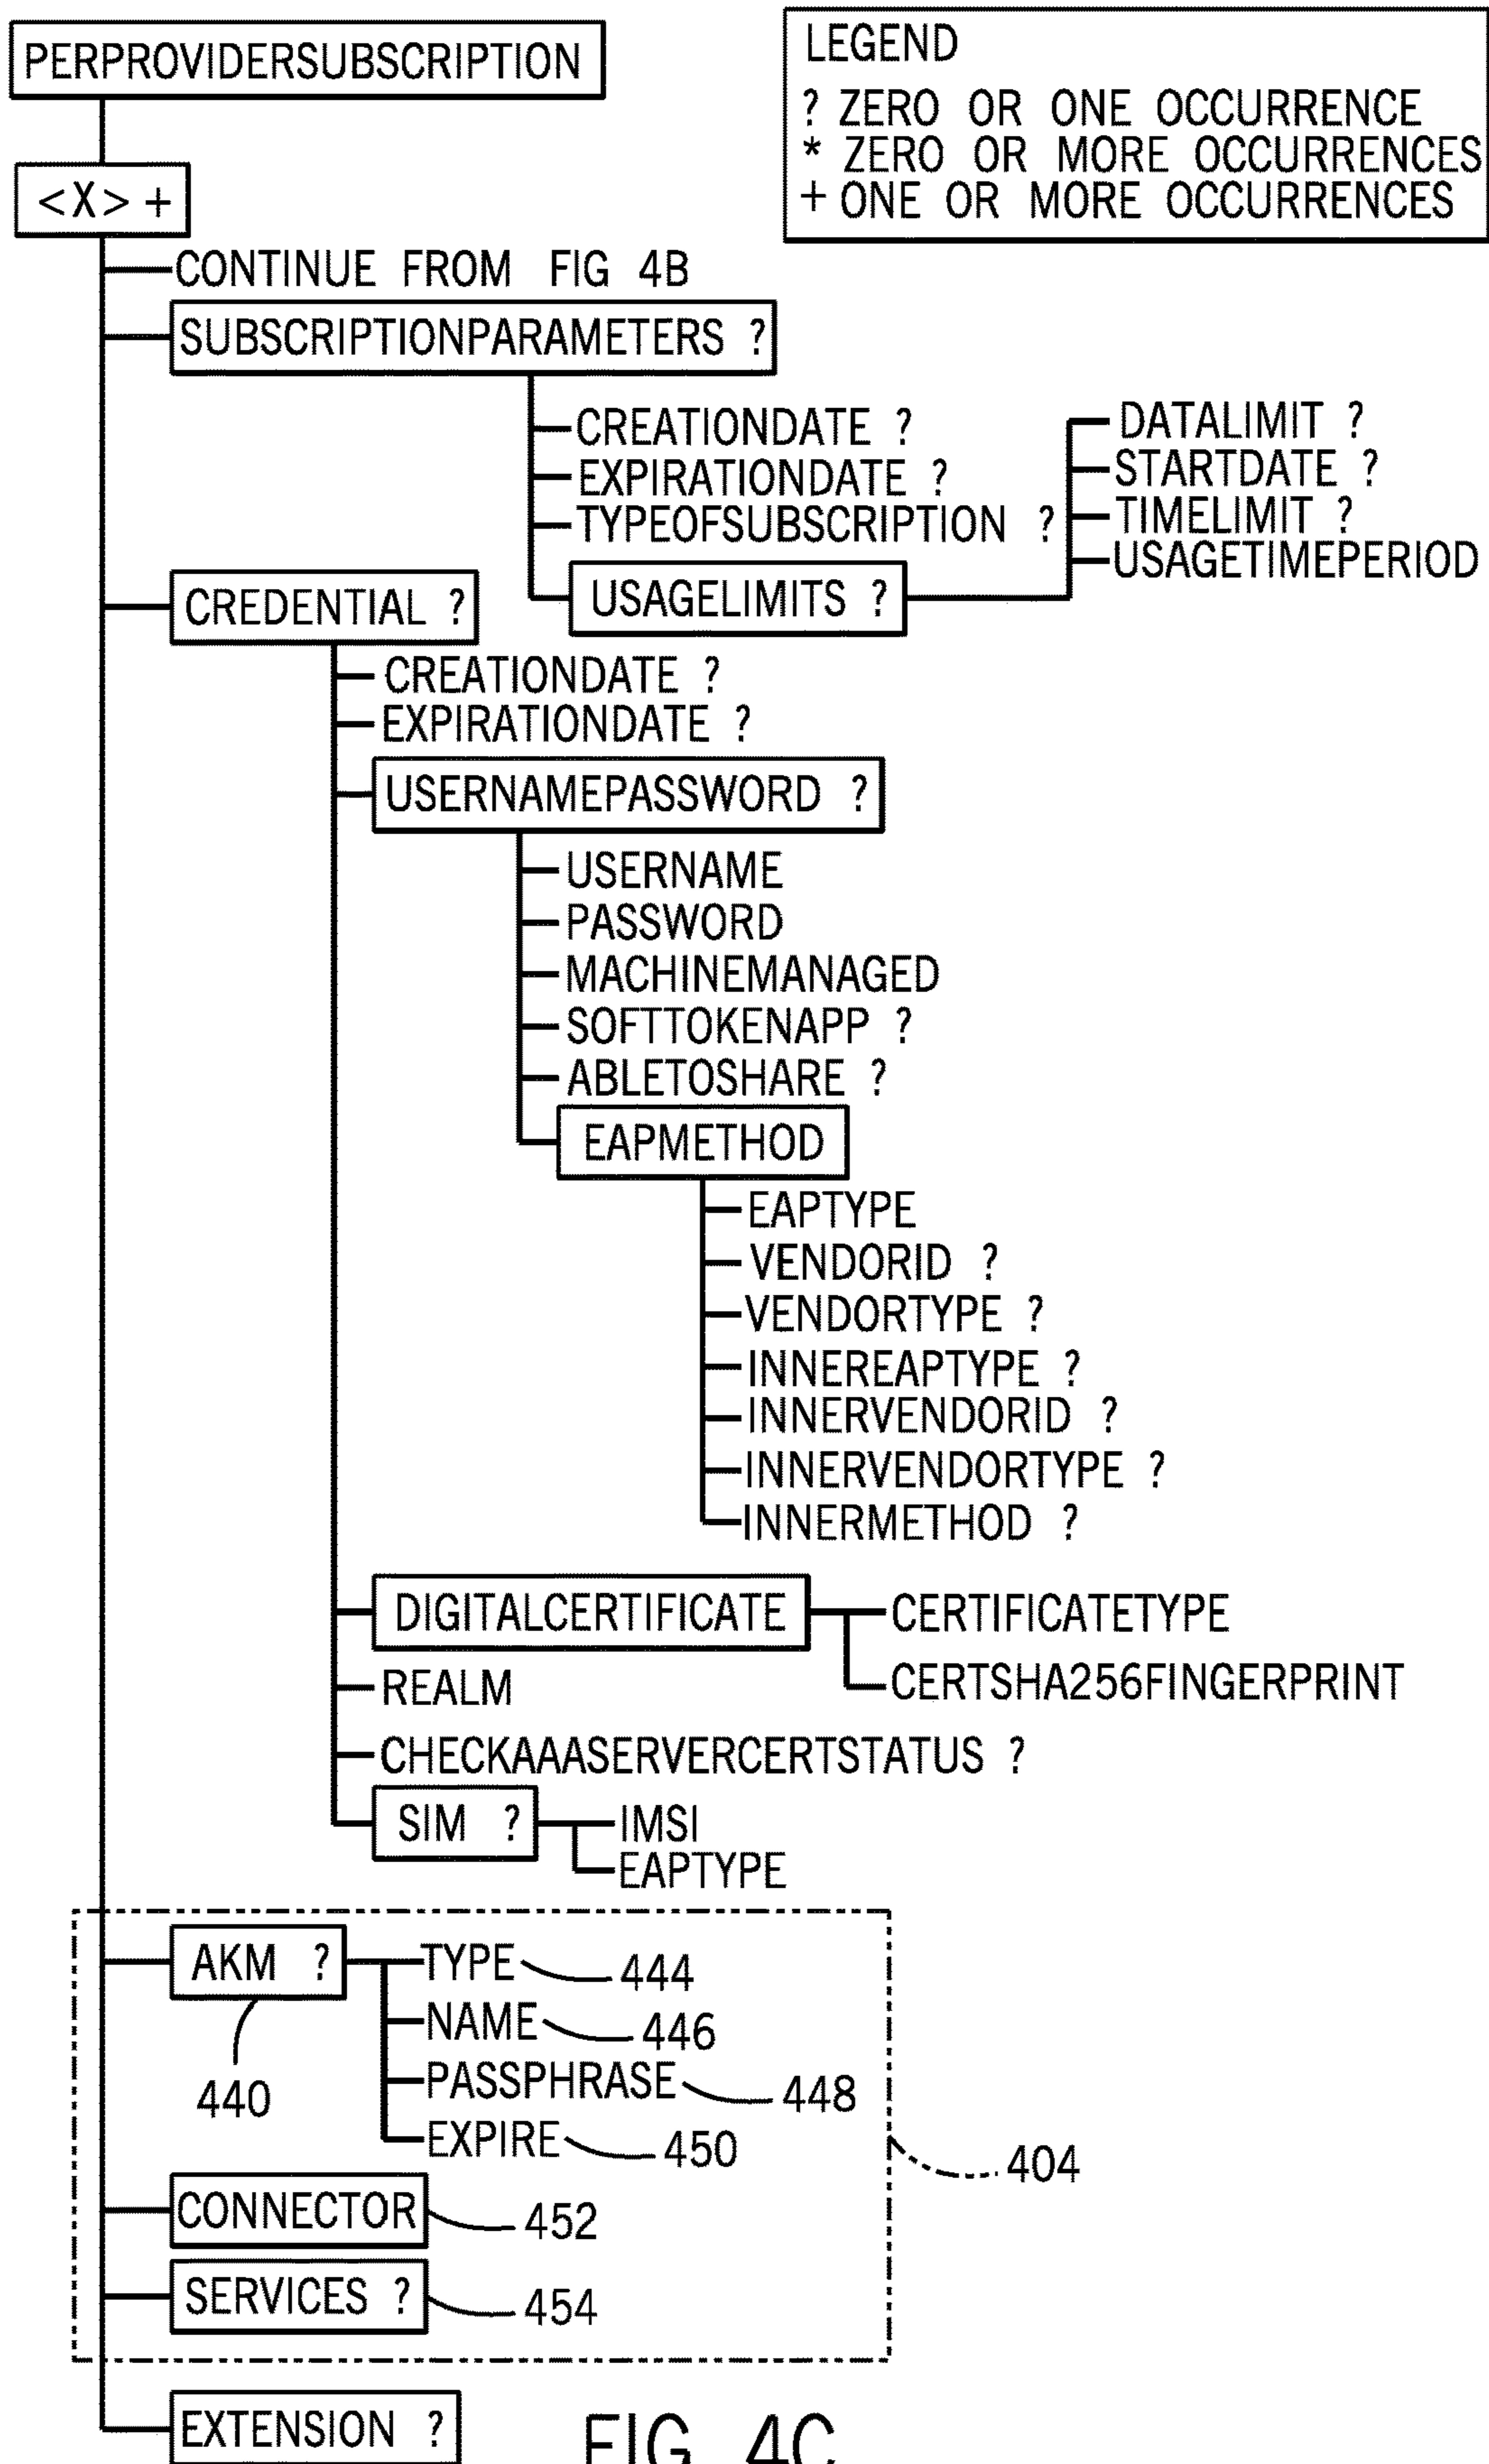 PERPROVIDERSUBSCRIPTION
LEGEND
? ZERO OR ONE OCCURRENCE
* ZERO OR MORE OCCURRENCES
+ ONE OR MORE OCCURRENCES
<X> +
CONTINUE FROM FIG 4B
SUBSCRIPTIONPARAMETERS ?
CREATIONDATE ?
EXPIRATIONDATE ?
TYPEOFSUBSCRIPTION ?
USAGELIMITS ?
DATALIMIT ?
STARTDATE ?
TIMELIMIT ?
USAGETIMEPERIOD
CREDENTIAL ?
CREATIONDATE ?
EXPIRATIONDATE ?
USERNAMEPASSWORD ?
USERNAME
PASSWORD
MACHINEMANAGED
SOFTTOKENAPP ?
ABLETOSHARE ?
EAPMETHOD
EAPTYPE
VENDORID ?
VENDORTYPE ?
INNEREAPTYPE ?
INNERVENDORID ?
INNERVENDORTYPE ?
INNERMETHOD ?
DIGITALCERTIFICATE
CERTIFICATETYPE
CERTSHA256FINGERPRINT
REALM
CHECKAAASERVERCERTSTATUS ?
SIM ?
IMSI
EAPTYPE
AKM ?
440
TYPE 444
NAME 446
PASSPHRASE 448
EXPIRE 450
404
CONNECTOR 452
SERVICES ? 454
EXTENSION ?
FIG. 4C